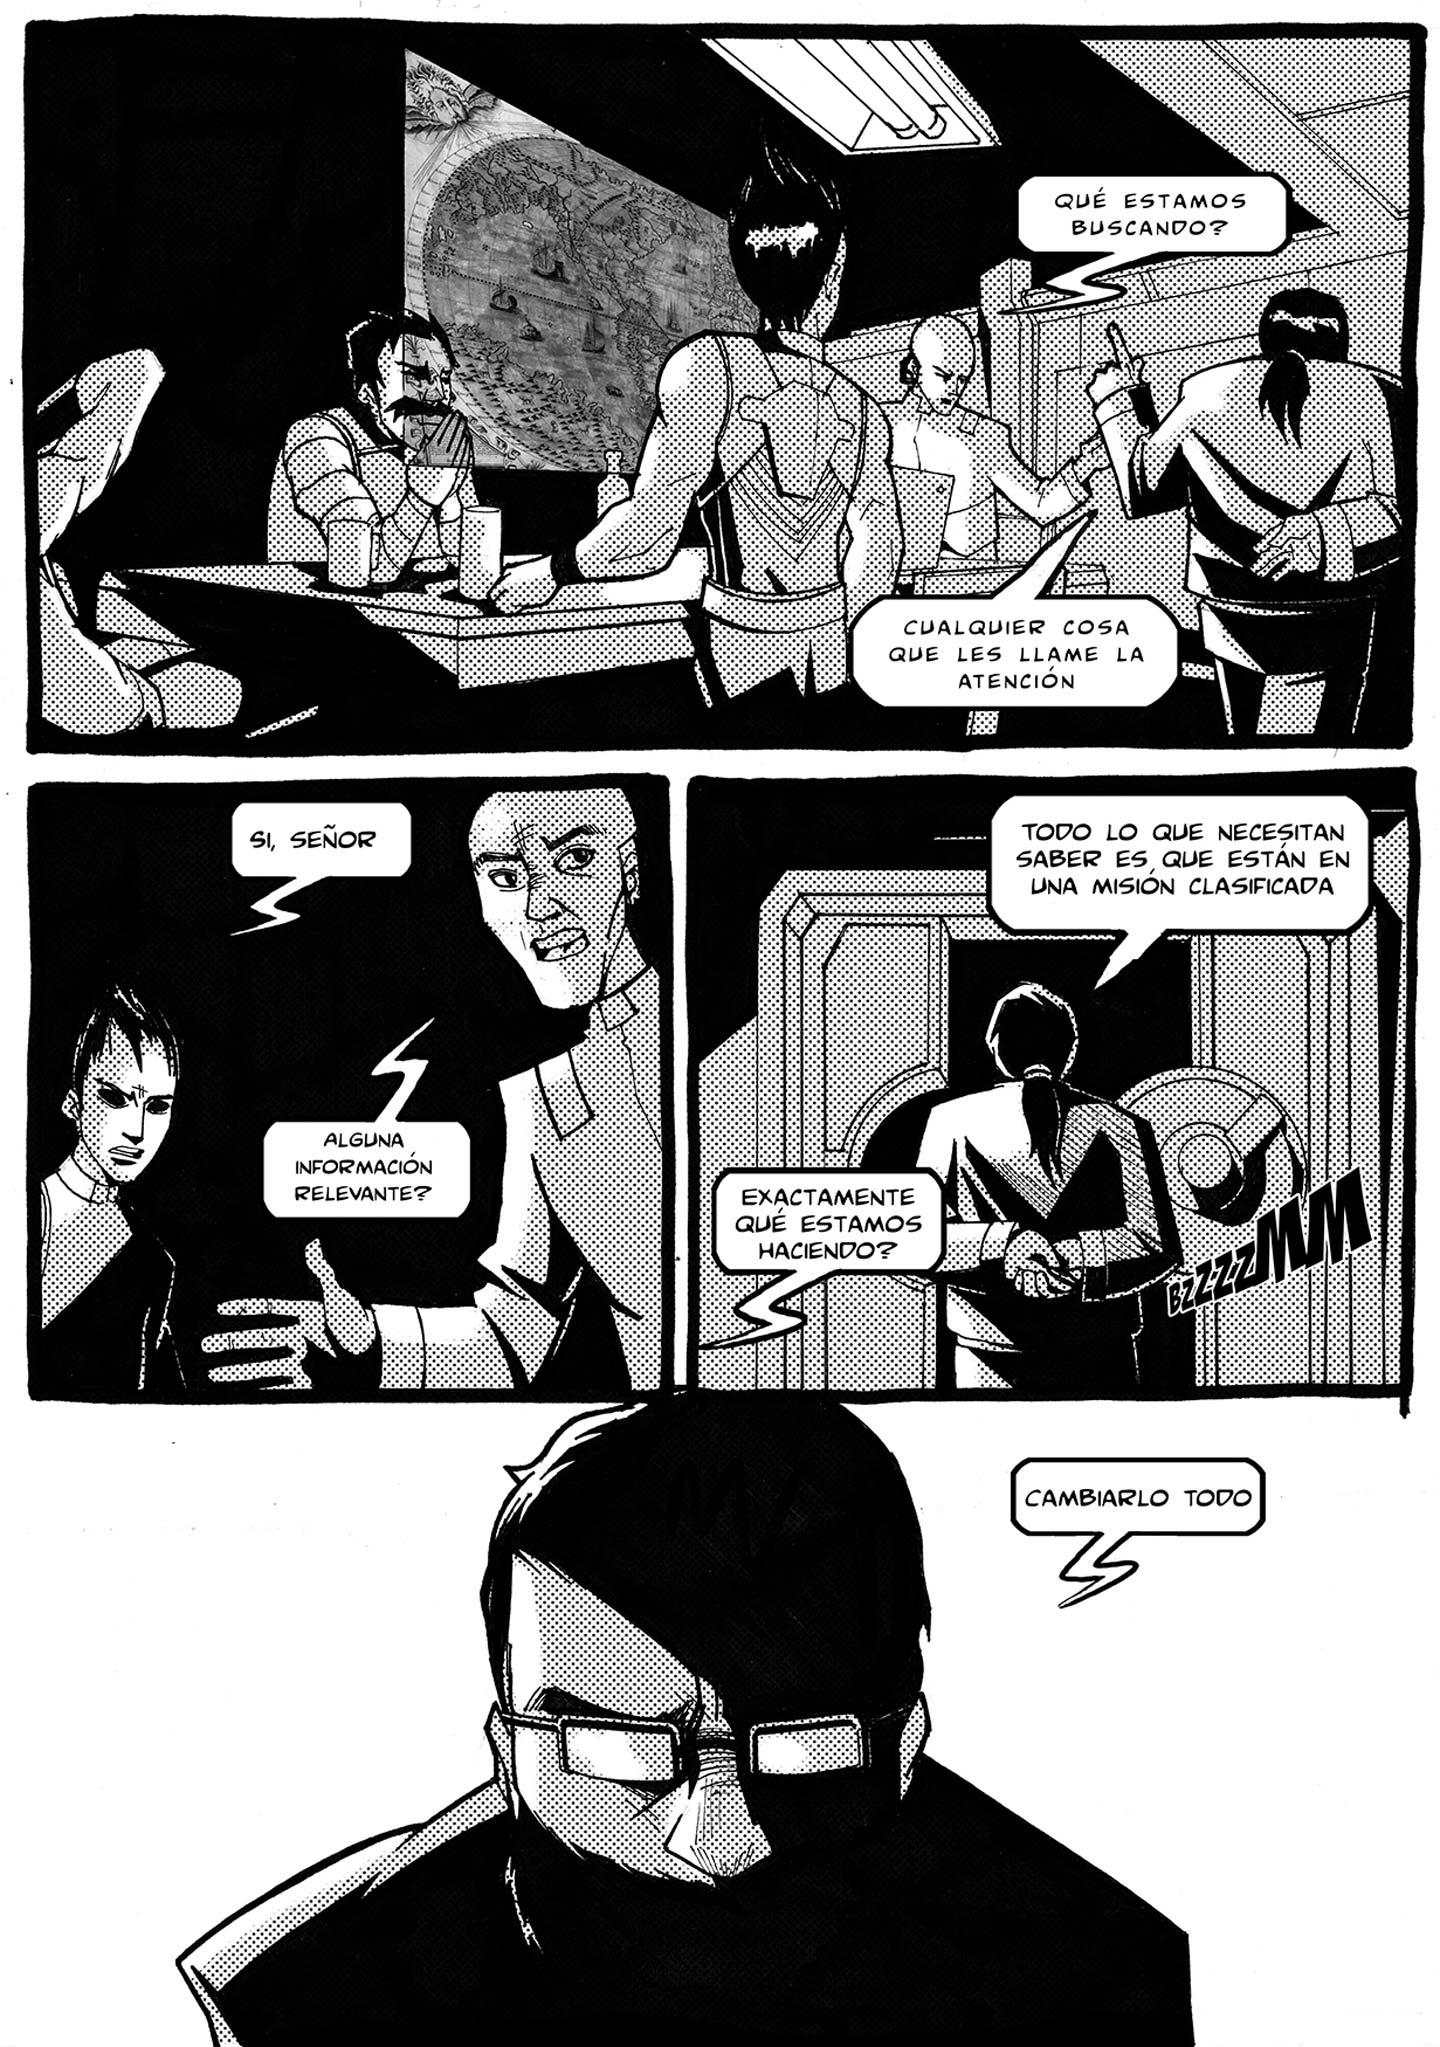 QUÉ ESTAMOS
BUSCANDO?
CUALQUIER COSA
QUE LES LLAME LA
ATENCIÓN
SI, SEÑOR
ALGUNA
INFORMACIÓN
RELEVANTE?
TODO LO QUE NECESITAN
SABER ES QUE ESTÁN EN
UNA MISIÓN CLASIFICADA
EXACTAMENTE
QUÉ ESTAMOS
HACIENDO?
BZZZZMM
CAMBIARLO TODO